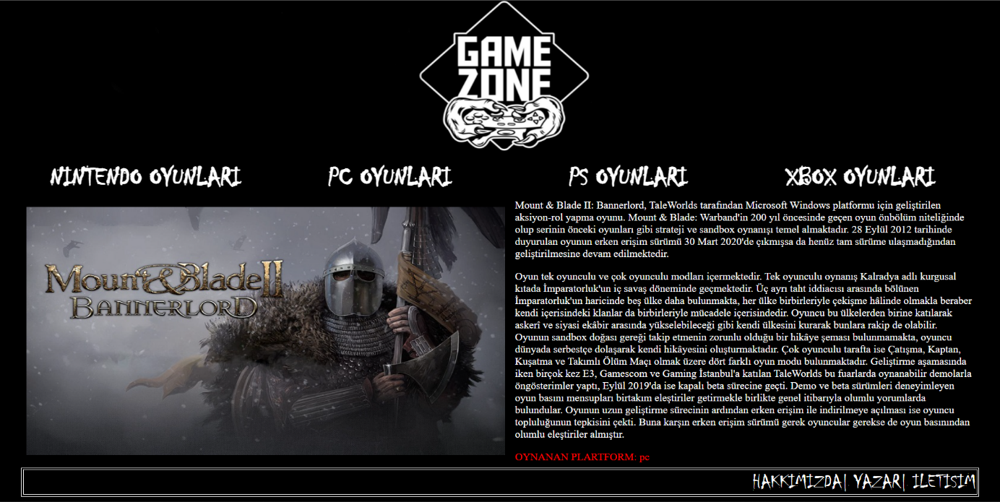 GAME
ZONE
NINTENDO OYUNLARI PC OYUNLARI PS OYUNLARI XBOX OYUNLARI
Mount & Blade II
BANNERLORD
Mount & Blade II: Bannerlord, TaleWorlds tarafından Microsoft Windows platformu için geliştirilen
aksiyon-rol yapma oyunu. Mount & Blade: Warband'in 200 yıl öncesinde geçen oyun önbölüm niteliğinde
olup serinin önceki oyunları gibi strateji ve sandbox oynanışı temel almaktadır. 28 Eylül 2012 tarihinde
duyurulan oyunun erken erişim sürümü 30 Mart 2020'de çıkmışsa da henüz tam sürüme ulaşmadığından
geliştirilmesine devam edilmektedir.
Oyun tek oyunculu ve çok oyunculu modları içermektedir. Tek oyunculu oynanış Kalradya adlı kurgusal
kıtada İmparatorluk'un iç savaş döneminde geçmektedir. Üç ayrı taht iddiacısı arasında bölünen
İmparatorluk'un haricinde beş ülke daha bulunmakta, her ülke birbirleriyle çekişme hâlinde olmakla beraber
kendi içerisindeki klanlar da birbirleriyle mücadele içerisindedir. Oyuncu bu ülkelerden birine katılarak
askerî ve siyasi ekâbir arasında yükselebileceği gibi kendi ülkesini kurarak bunlara rakip de olabilir.
Oyunun sandbox doğası gereği takip etmenin zorunlu olduğu bir hikâye şeması bulunmamakta, oyuncu
dünyada serbestçe dolaşarak kendi hikâyesini oluşturmaktadır. Çok oyunculu tarafta ise Çatışma, Kaptan,
Kuşatma ve Takımlı Ölüm Maçı olmak üzere dört farklı oyun modu bulunmaktadır. Geliştirme aşamasında
iken birçok kez E3, Gamescom ve Gaming İstanbul'a katılan TaleWorlds bu fuarlarda oynanabilir demolarla
öngösterimler yaptı, Eylül 2019'da ise kapalı beta sürecine geçti. Demo ve beta sürümleri deneyimleyen
oyun basını mensupları birtakım eleştiriler getirmekle birlikte genel itibarıyla olumlu yorumlarda
bulundular. Oyunun uzun geliştirme sürecinin ardından erken erişim ile indirilmeye açılması ise oyuncu
topluluğunun tepkisini çekti. Buna karşın erken erişim sürümü gerek oyuncular gerekse de oyun basınından
olumlu eleştiriler almıştır.
OYNANAN PLARTFORM: pc
HAKKIMIZDA| YAZAR| ILETISIM